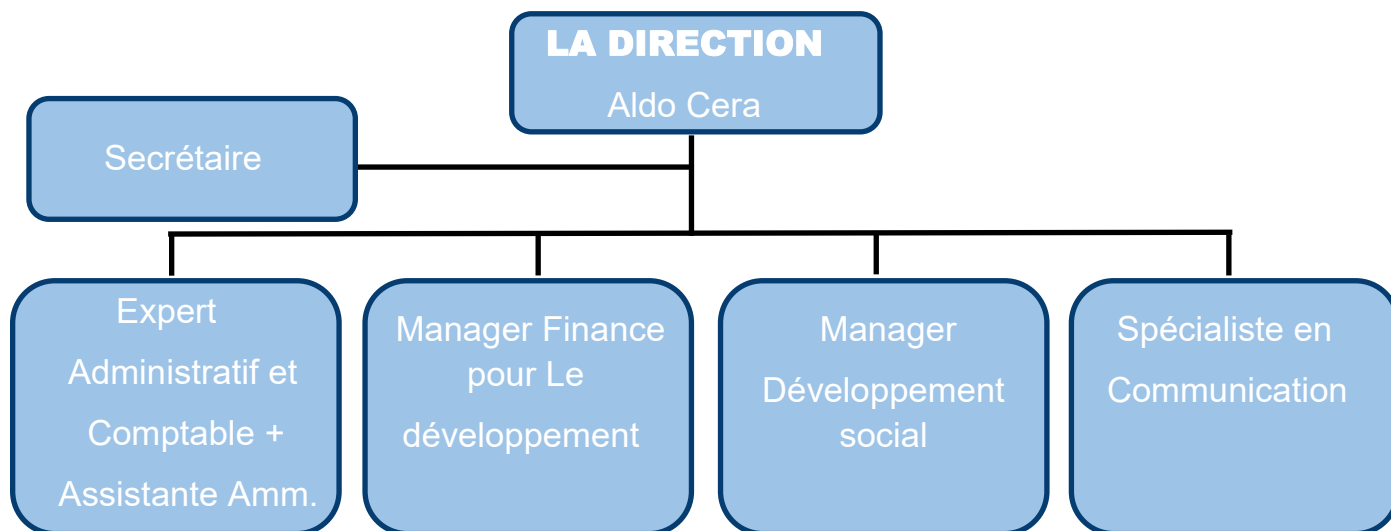 LA DIRECTION
Aldo Cera
Secrétaire
Expert
Administratif et
Comptable +
Assistante Amm.
Manager Finance
pour Le
développement
Manager
Développement
social
Spécialiste en
Communication